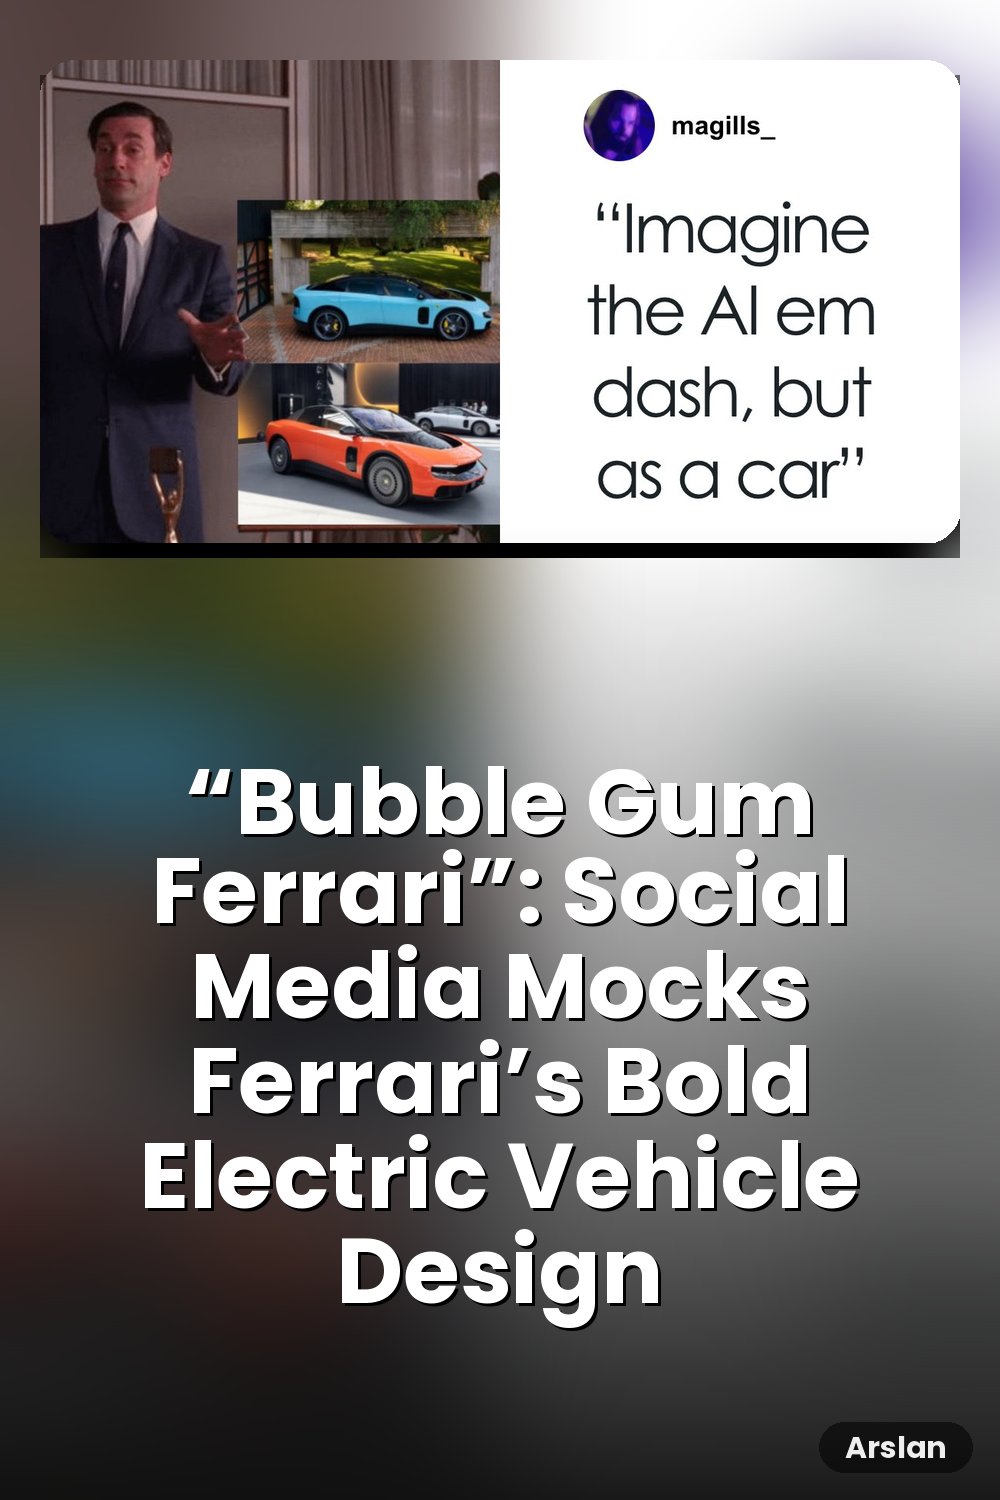 magills_
“Imagine
the AI em
dash, but
as a car”
“Bubble Gum
Ferrari”: Social
Media Mocks
Ferrari’s Bold
Electric Vehicle
Design
Arslan